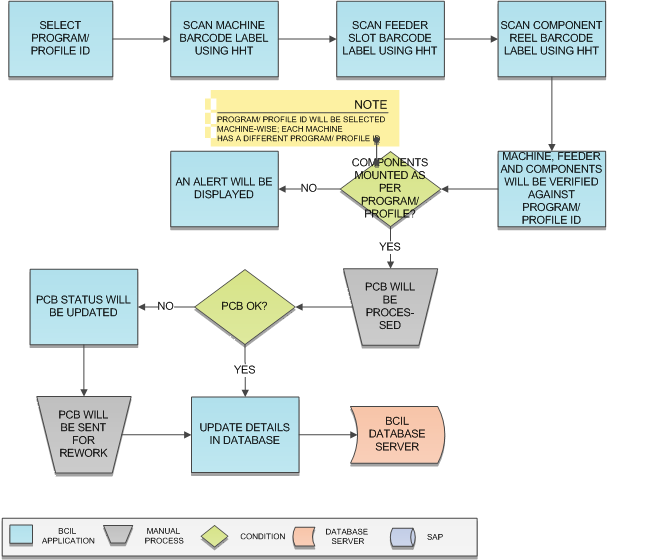 SELECT
PROGRAM/
PROFILE ID
SCAN MACHINE
BARCODE LABEL
USING HHT
SCAN FEEDER
SLOT BARCODE
LABEL USING HHT
SCAN COMPONENT
REEL BARCODE
LABEL USING HHT
NOTE
PROGRAM/ PROFILE ID WILL BE SELECTED
MACHINE-WISE; EACH MACHINE
HAS A DIFFERENT PROGRAM/ PROFILE ID
AN ALERT WILL BE
DISPLAYED
NO
COMPONENTS
MOUNTED AS
PER
PROGRAM/
PROFILE?
MACHINE, FEEDER
AND COMPONENTS
WILL BE VERIFIED
AGAINST
PROGRAM/
PROFILE ID
YES
PCB STATUS WILL
BE UPDATED
NO
PCB OK?
PCB WILL
BE
PROCES-
SED
YES
PCB WILL
BE SENT
FOR
REWORK
UPDATE DETAILS
IN DATABASE
BCIL
DATABASE
SERVER
BCIL
APPLICATION
MANUAL
PROCESS
CONDITION
DATABASE
SERVER
SAP